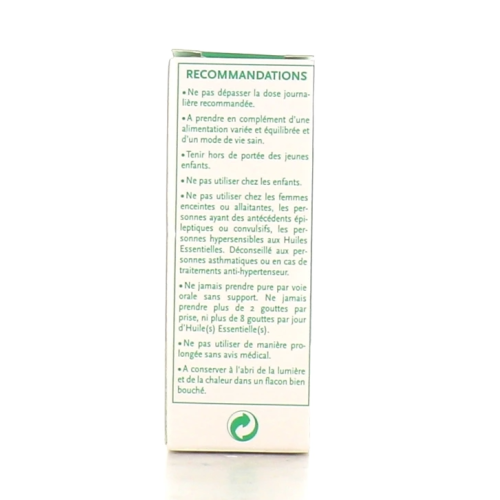 RECOMMANDATIONS
• Ne pas dépasser la dose journa-
lière recommandée.
• A prendre en complément d'une
alimentation variée et équilibrée et
d'un mode de vie sain.
• Tenir hors de portée des jeunes
enfants.
• Ne pas utiliser chez les enfants.
• Ne pas utiliser chez les femmes
enceintes ou allaitantes, les per-
sonnes ayant des antécédents épi-
leptiques ou convulsifs, les per-
sonnes hypersensibles aux Huiles
Essentielles. Déconseillé aux per-
sonnes asthmatiques ou en cas de
traitements anti-hypertenseur.
• Ne jamais prendre pure par voie
orale sans support. Ne jamais
prendre plus de 2 gouttes par
prise, ni plus de 8 gouttes par jour
d'Huile(s) Essentielle(s).
• Ne pas utiliser de manière pro-
longée sans avis médical.
• A conserver à l'abri de la lumière
et de la chaleur dans un flacon bien
bouché.